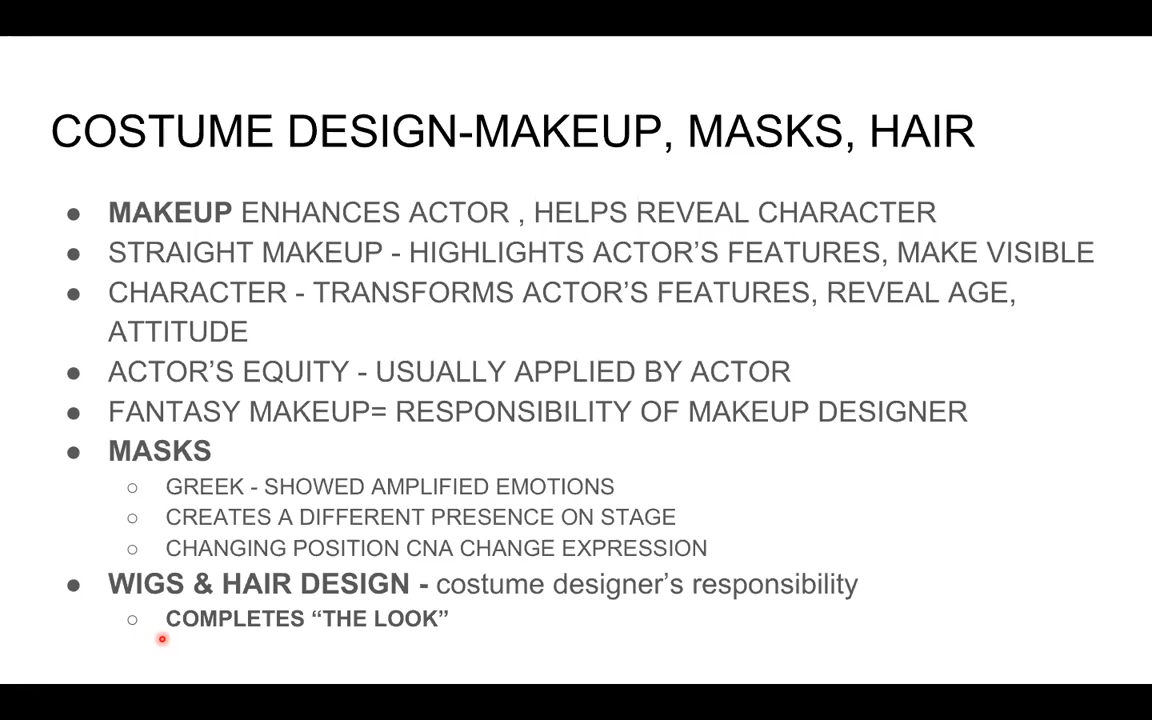 COSTUME DESIGN-MAKEUP, MASKS, HAIR
● MAKEUP ENHANCES ACTOR , HELPS REVEAL CHARACTER
● STRAIGHT MAKEUP - HIGHLIGHTS ACTOR’S FEATURES, MAKE VISIBLE
● CHARACTER - TRANSFORMS ACTOR’S FEATURES, REVEAL AGE,
ATTITUDE
● ACTOR’S EQUITY - USUALLY APPLIED BY ACTOR
● FANTASY MAKEUP= RESPONSIBILITY OF MAKEUP DESIGNER
● MASKS
○ GREEK - SHOWED AMPLIFIED EMOTIONS
○ CREATES A DIFFERENT PRESENCE ON STAGE
○ CHANGING POSITION CNA CHANGE EXPRESSION
● WIGS & HAIR DESIGN - costume designer’s responsibility
○ COMPLETES “THE LOOK”